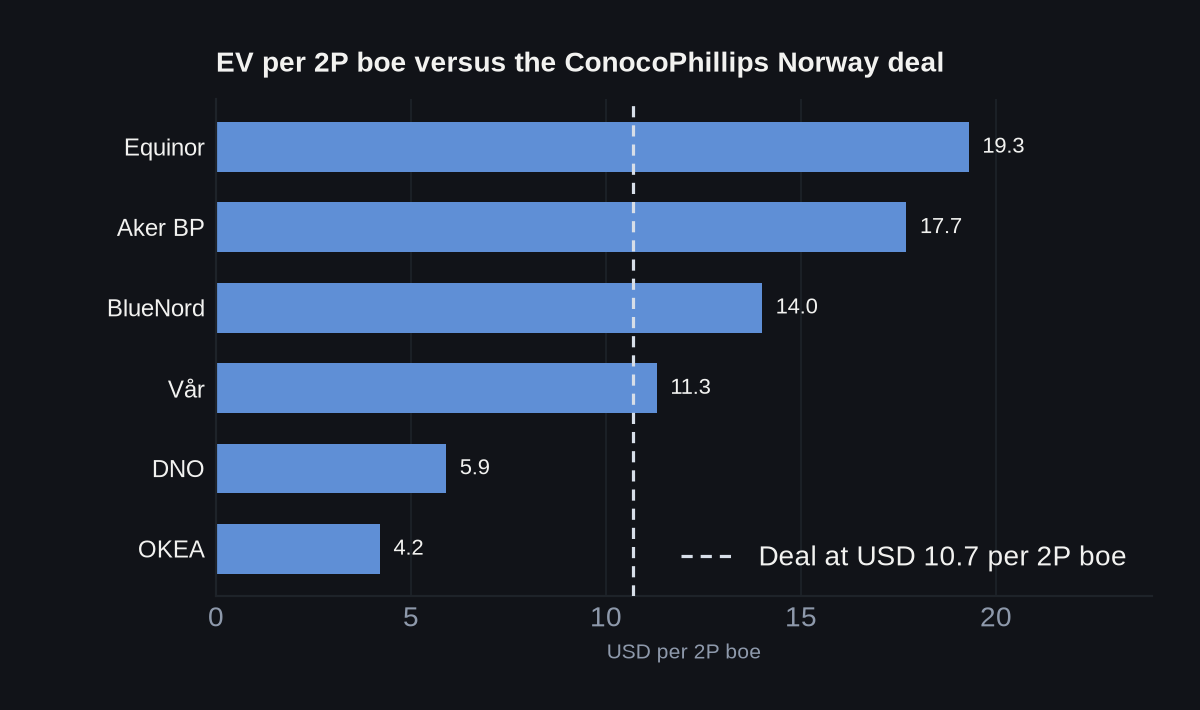 EV per 2P boe versus the ConocoPhillips Norway deal
Equinor 19.3
Aker BP 17.7
BlueNord 14.0
Vår 11.3
DNO 5.9
OKEA 4.2
Deal at USD 10.7 per 2P boe
0 5 10 15 20
USD per 2P boe